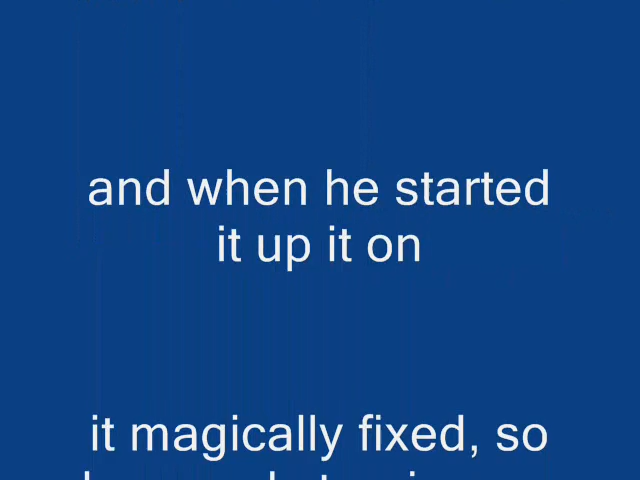 and when he started
it up it on
it magically fixed, so